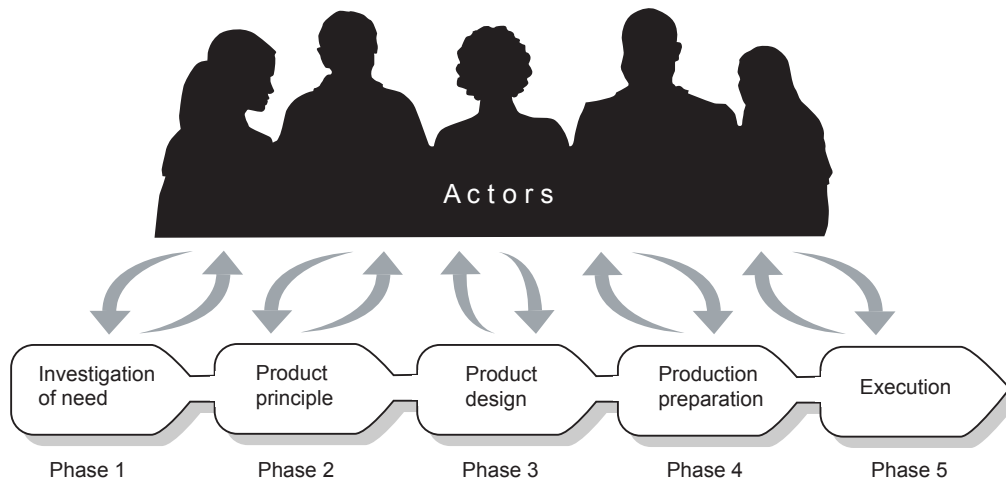 Actors
Investigation
of need
Product
principle
Product
design
Production
preparation
Execution
Phase 1
Phase 2
Phase 3
Phase 4
Phase 5